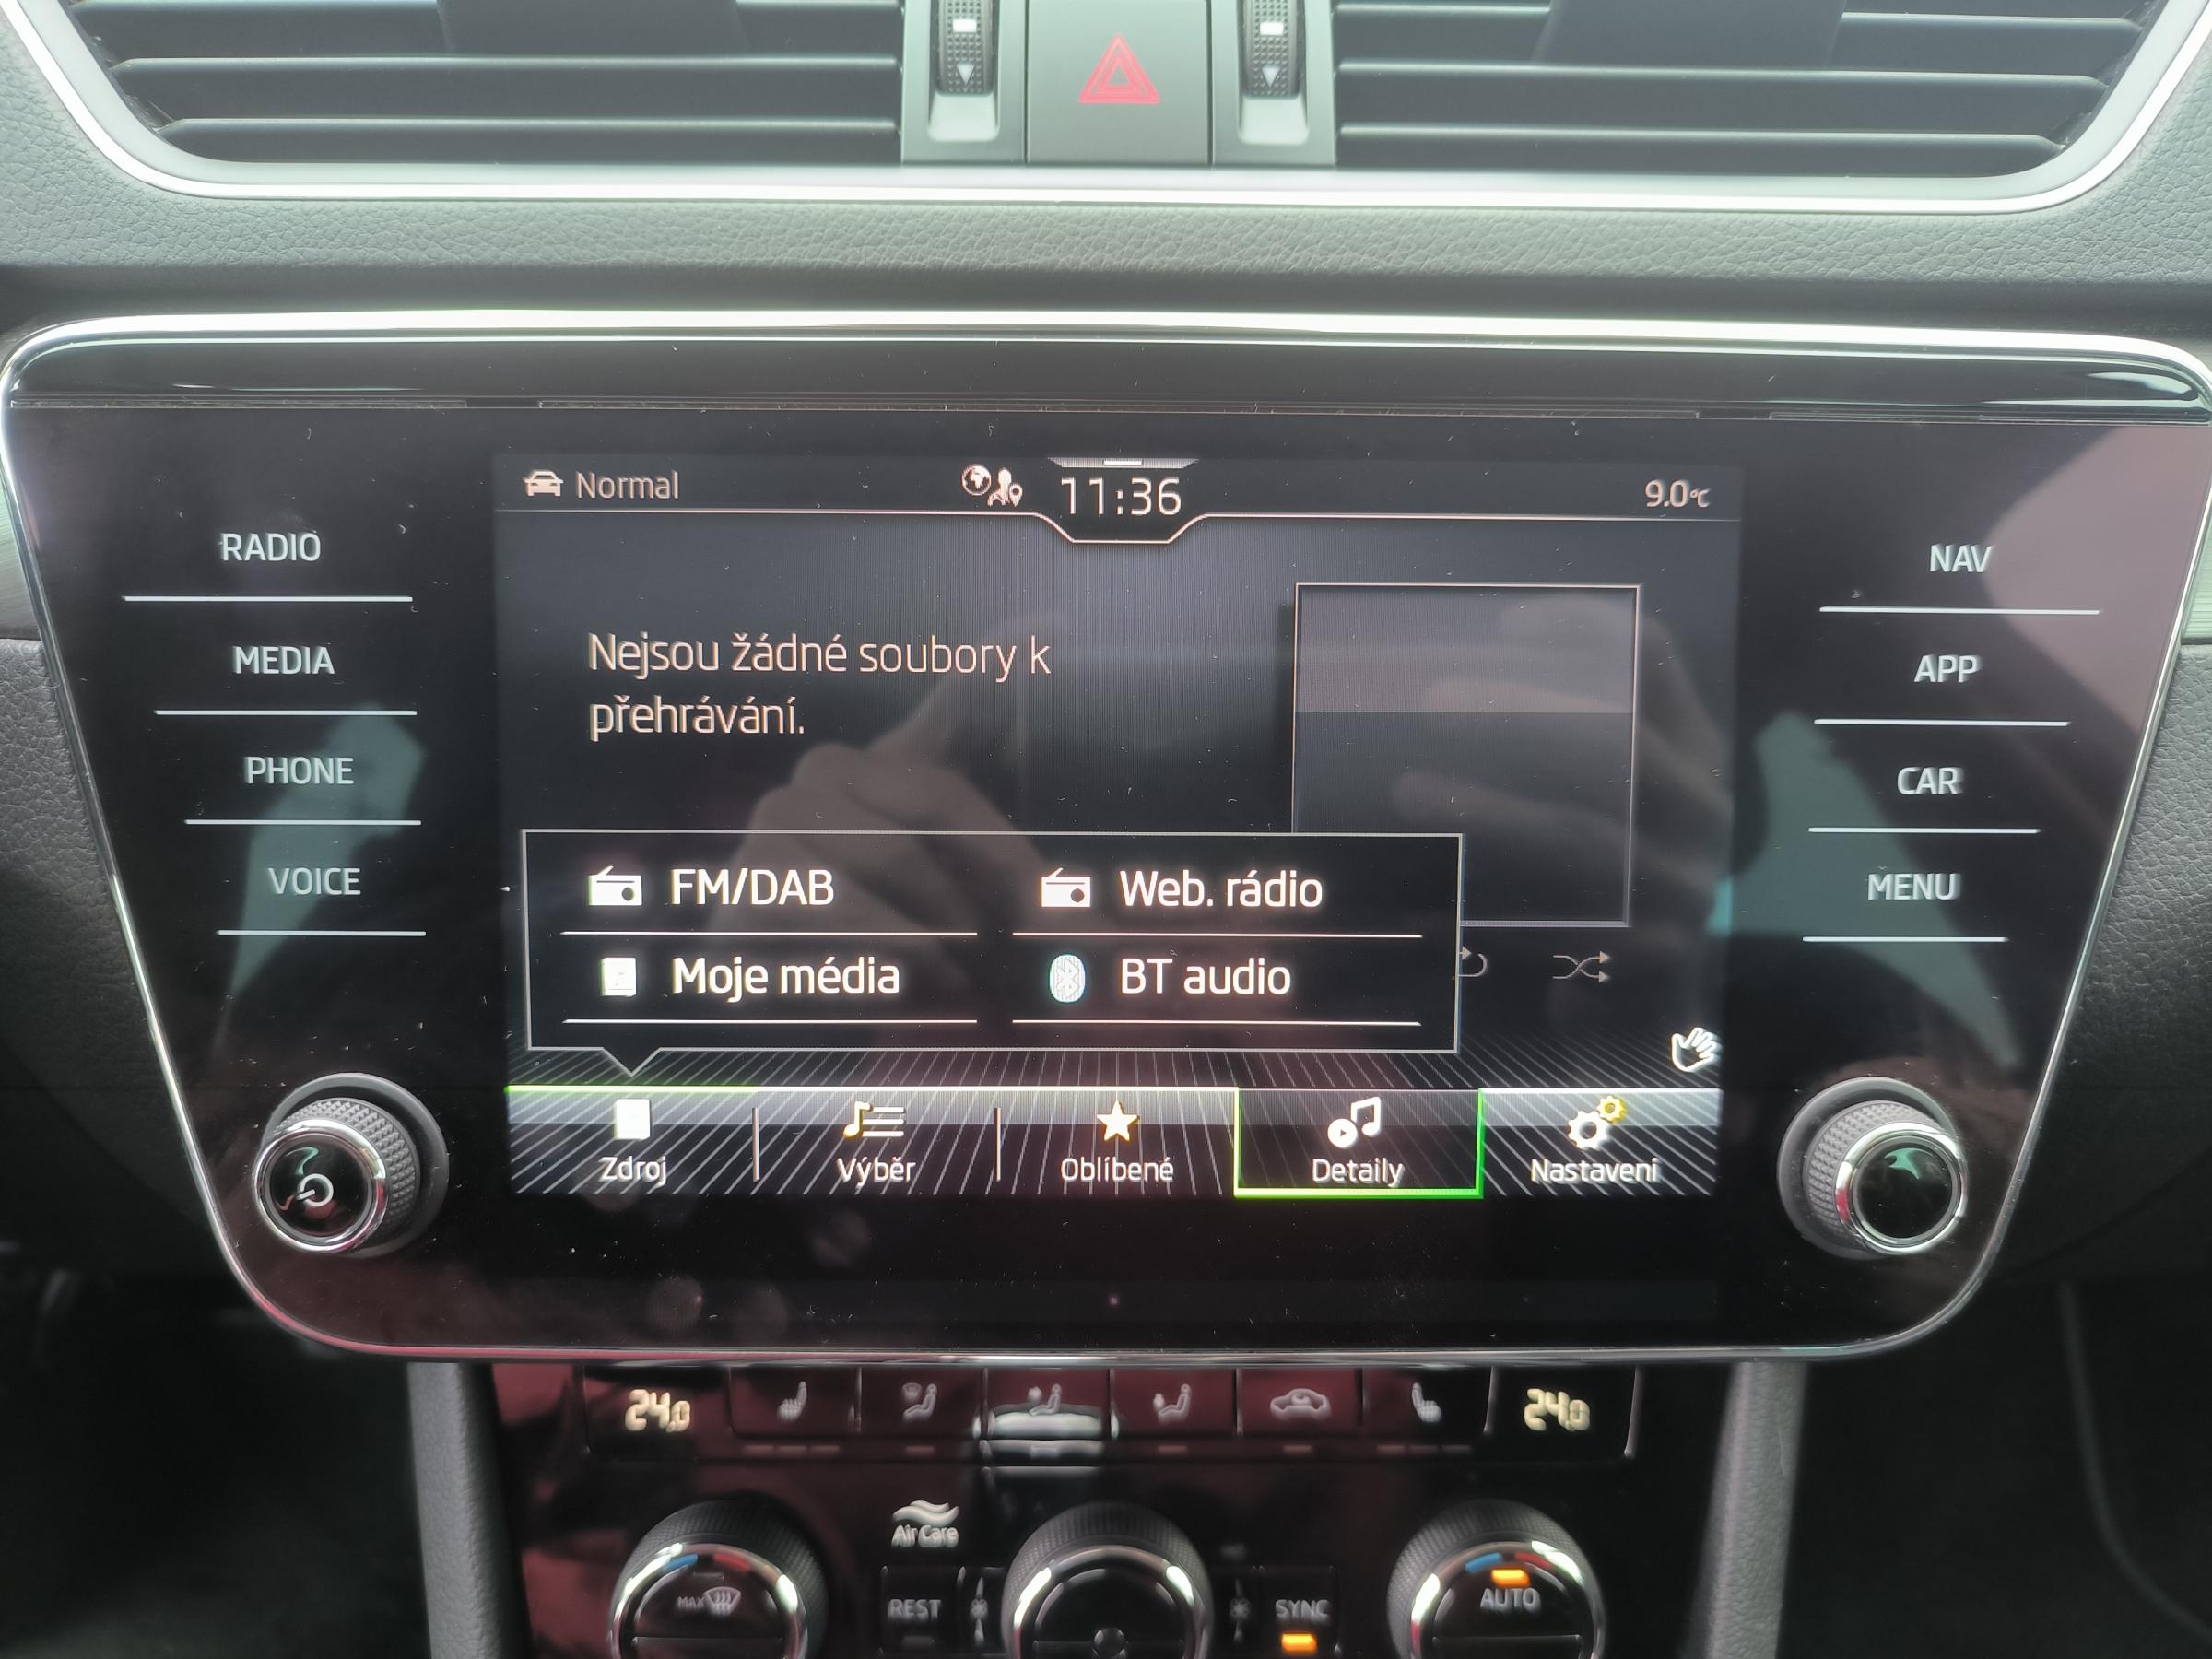 Normal
11:36
9.0°C
RADIO
MEDIA
PHONE
VOICE
NAV
APP
CAR
MENU
Nejsou žádné soubory k
přehrávání.
FM/DAB
Web. rádio
Moje média
BT audio
Zdroj
Výběr
Oblíbené
Detaily
Nastavení
24.0
24.0
Air Care
MAX
REST
SYNC
AUTO